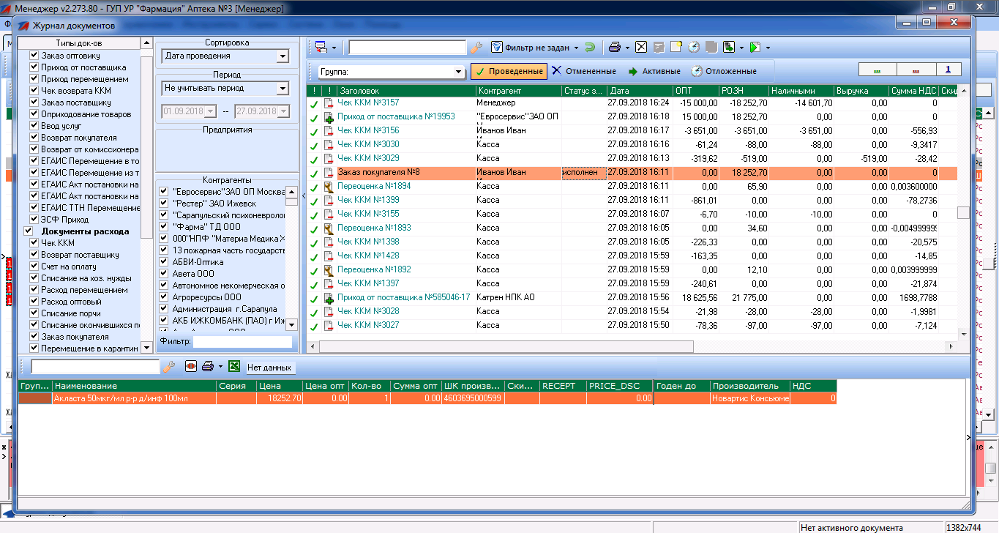 Менеджер v2.273.80 - ГУП УР "Фармация" Аптека №3 [Менеджер]
Журнал документов
Типы док-ов
Заказ оптовику
Приход от поставщика
Приход перемещением
Чек возврата ККМ
Заказ поставщику
Оприходование товаров
Ввод услуг
Возврат покупателя
Возврат от комиссионера
ЕГАИС Перемещение в то
ЕГАИС Перемещение из т
ЕГАИС Акт постановки на
ЕГАИС Акт постановки на
ЕГАИС ТТН Перемещение
ЭСФ Приход
Документы расхода
Чек ККМ
Возврат поставщику
Счет на оплату
Списание на хоз. нужды
Расход перемещением
Расход оптовый
Списание порчи
Списание окончившихся по
Заказ покупателя
Перемещение в карантин
Сортировка
Дата проведения
Период
Не учитывать период
01.09.2018 -- 27.09.2018
Предприятия
Контрагенты
"Евросервис"ЗАО ОП Москва
"Рестер" ЗАО Ижевск
"Сарапульский психоневролог
"Фарма" ТД ООО
000"НПФ "Материа Медика Х
13 пожарная часть государств
АБВИ-Оптика
Авета ООО
Автономное некоммерческая о
Агроресурсы ООО
Администрация г.Сарапула
АКБ ИЖКОМБАНК (ПАО) г Иж
Фильтр:
Фильтр не задан
Группа: Проведенные Отмененные Активные Отложенные ... ... 1
! ! Заголовок Контрагент Статус з... Дата ОПТ РОЗН Наличными Выручка Сумма НДС Скид
Чек ККМ №3157 Менеджер 27.09.2018 16:24 -15 000,00 -18 252,70 -14 601,70 0,00 0
Приход от поставщика №19953 "Евросервис"ЗАО ОП 27.09.2018 16:18 15 000,00 18 252,70 0,00 0,00 0
Чек ККМ №3156 Иванов Иван 27.09.2018 16:17 -3 651,00 -3 651,00 -3 651,00 0,00 -556,93
Чек ККМ №3030 Касса 27.09.2018 16:16 -61,24 -88,00 -88,00 0,00 -9,3417
Чек ККМ №3029 Касса 27.09.2018 16:13 -319,62 -519,00 0,00 -519,00 -28,42
Заказ покупателя №8 Иванов Иван исполнен 27.09.2018 16:11 0,00 18 252,70 0,00 0,00 0
Переоценка №1894 Касса 27.09.2018 16:11 0,00 65,90 0,00 0,00 0,003600000
Чек ККМ №1399 Касса 27.09.2018 16:11 -861,01 0,00 0,00 0,00 -78,2736
Чек ККМ №3155 Касса 27.09.2018 16:07 -6,70 -10,00 -10,00 0,00 0
Переоценка №1893 Касса 27.09.2018 16:05 0,00 34,60 0,00 0,00 -0,004999999
Чек ККМ №1398 Касса 27.09.2018 16:05 -226,33 0,00 0,00 0,00 -20,575
Чек ККМ №1428 Касса 27.09.2018 15:59 -163,35 0,00 0,00 0,00 -14,85
Переоценка №1892 Касса 27.09.2018 15:59 0,00 12,10 0,00 0,00 0,003999999
Чек ККМ №1397 Касса 27.09.2018 15:59 -240,61 0,00 0,00 0,00 -21,874
Приход от поставщика №585046-17 Катрен НПК АО 27.09.2018 15:56 18 625,56 21 775,00 0,00 0,00 1698,7788
Чек ККМ №3028 Касса 27.09.2018 15:54 -21,98 -28,00 -28,00 0,00 -1,9981
Чек ККМ №3027 Касса 27.09.2018 15:50 -78,36 -97,00 -97,00 0,00 -7,124
Нет данных
Груп... Наименование Серия Цена Цена опт Кол-во Сумма опт ШК произв... Ски... RECEPT PRICE_DSC Годен до Производитель НДС
Акласта 50мкг/мл р-р д/инф 100мл 18252.70 0.00 1 0.00 4603695000599 0.00 Новартис Консьюме 0
Нет активного документа 1382x744